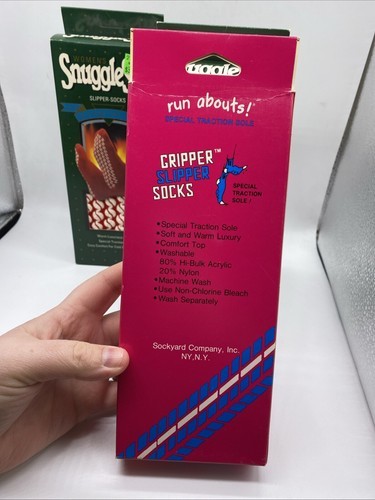 WOMENS
Snuggle
SLIPPER-SOCKS
run abouts!
SPECIAL TRACTION SOLE
GRIPPER™
SLIPPER
SOCKS
SPECIAL
TRACTION
SOLE!
•Special Traction Sole
•Soft and Warm Luxury
•Comfort Top
•Washable
80% Hi-Bulk Acrylic
20% Nylon
•Machine Wash
•Use Non-Chlorine Bleach
•Wash Separately
Sockyard Company, Inc.
NY,N.Y.